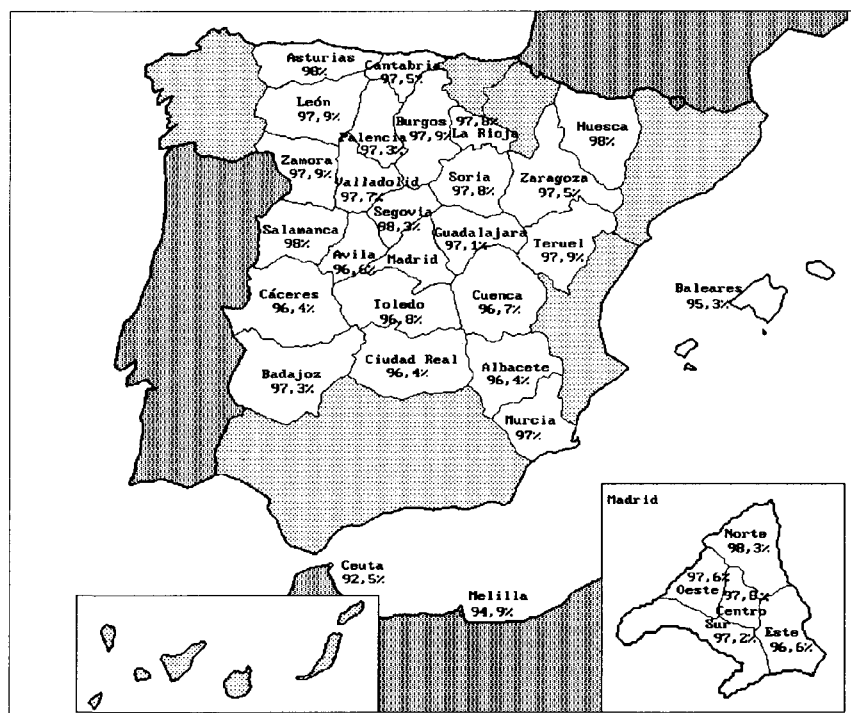 Asturias
98%
Cantabria
97,5%
León
97,9%
Palencia
97,3%
Burgos
97,9%
97,8%
La Rioja
Huesca
98%
Zamora
97,9%
Valladolid
97,7%
Soria
97,8%
Zaragoza
97,5%
Segovia
98,3%
Salamanca
98%
Avila
96,6%
Madrid
Guadalajara
97,1%
Teruel
97,9%
Baleares
95,3%
Cáceres
96,4%
Toledo
96,8%
Cuenca
96,7%
Badajoz
97,3%
Ciudad Real
96,4%
Albacete
96,4%
Murcia
97%
Ceuta
92,5%
Melilla
94,9%
Madrid
Norte
98,3%
97,6%
Oeste
97,8%
Centro
Sur
97,2%
Este
96,6%